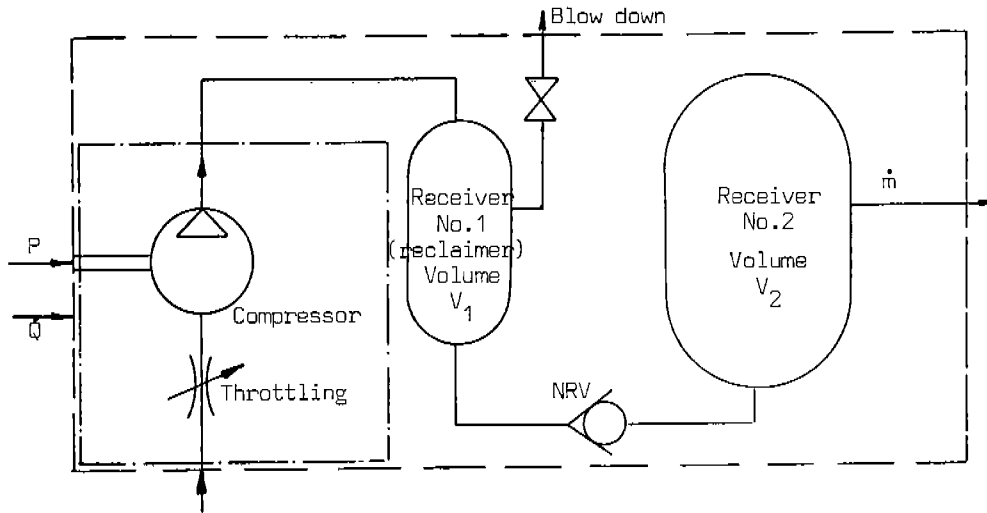 Blow down
Receiver
No.1
(reclaimer)
Volume
V1
Receiver
No.2
Volume
V2
ṁ
P
Q
Compressor
Throttling
NRV